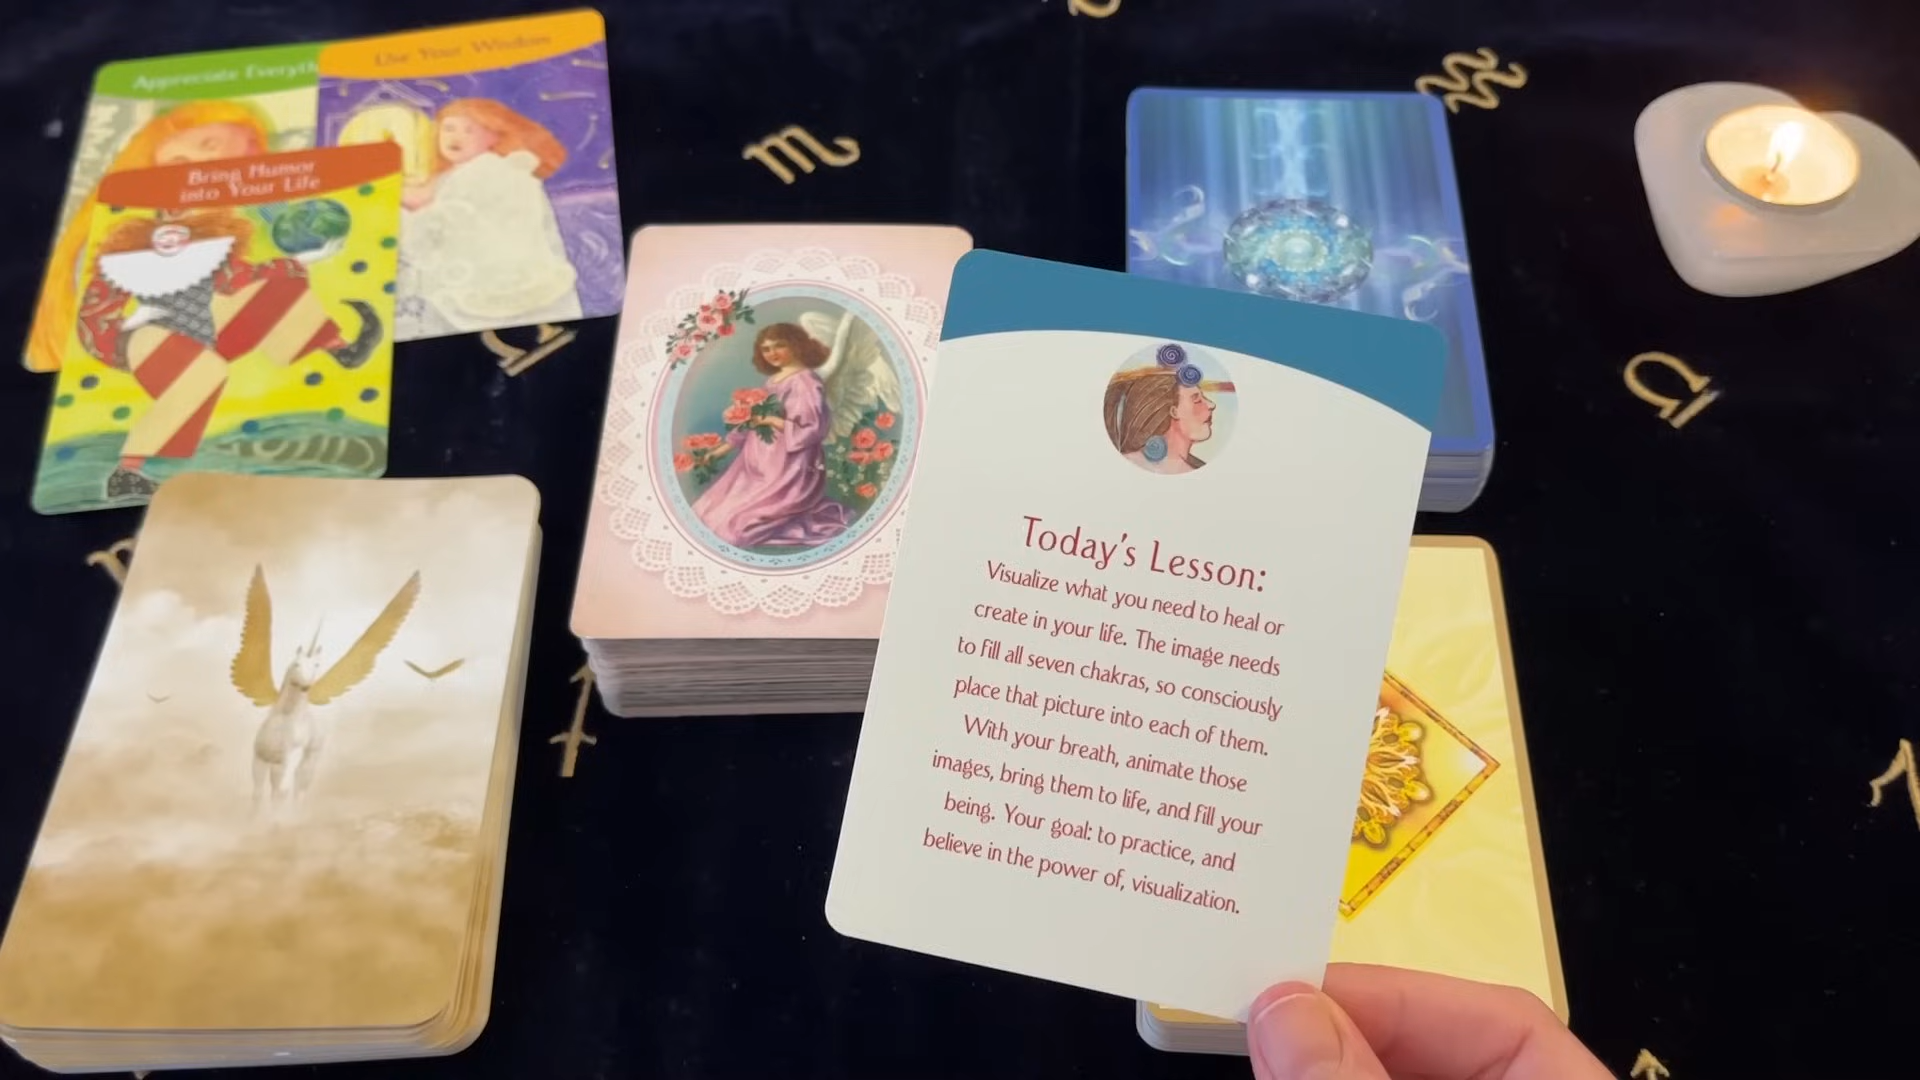 Appreciate Everyth
Use Your Wisdom
Bring Humor
into Your Life
Today's Lesson:
Visualize what you need to heal or
create in your life. The image needs
to fill all seven chakras, so consciously
place that picture into each of them.
With your breath, animate those
images, bring them to life, and fill your
being. Your goal: to practice, and
believe in the power of, visualization.